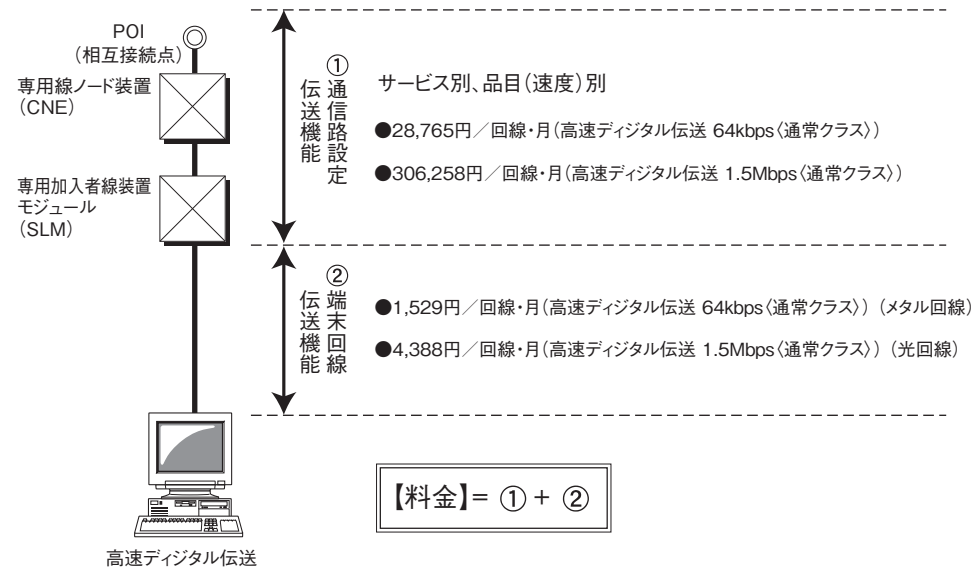 POI
(相互接続点)
専用線ノード装置
(CNE)
専用加入者線装置
モジュール
(SLM)
①通信路設定
伝送機能
サービス別、品目(速度)別
●28,765円／回線・月(高速ディジタル伝送 64kbps〈通常クラス〉)
●306,258円／回線・月(高速ディジタル伝送 1.5Mbps〈通常クラス〉)
②端末回線
伝送機能
●1,529円／回線・月(高速ディジタル伝送 64kbps〈通常クラス〉)(メタル回線)
●4,388円／回線・月(高速ディジタル伝送 1.5Mbps〈通常クラス〉)(光回線)
【料金】= ① + ②
高速ディジタル伝送